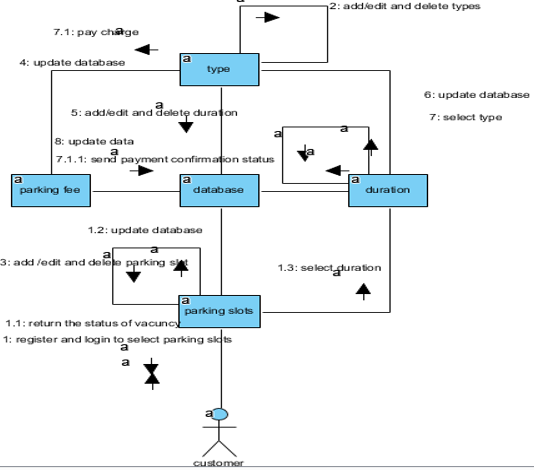 a
2: add/edit and delete types
7.1: pay charge
a
4: update database
a
type
6: update database
a
5: add/edit and delete duration
7: select type
a
a
8: update data
a
a
7.1.1: send payment confirmation status
a
parking fee
a
database
a
duration
1.2: update database
a
3: add /edit and delete parking slot
a
1.3: select duration
a
a
parking slots
1.1: return the status of vacuncy
1: register and login to select parking slots
a
a
a
customer